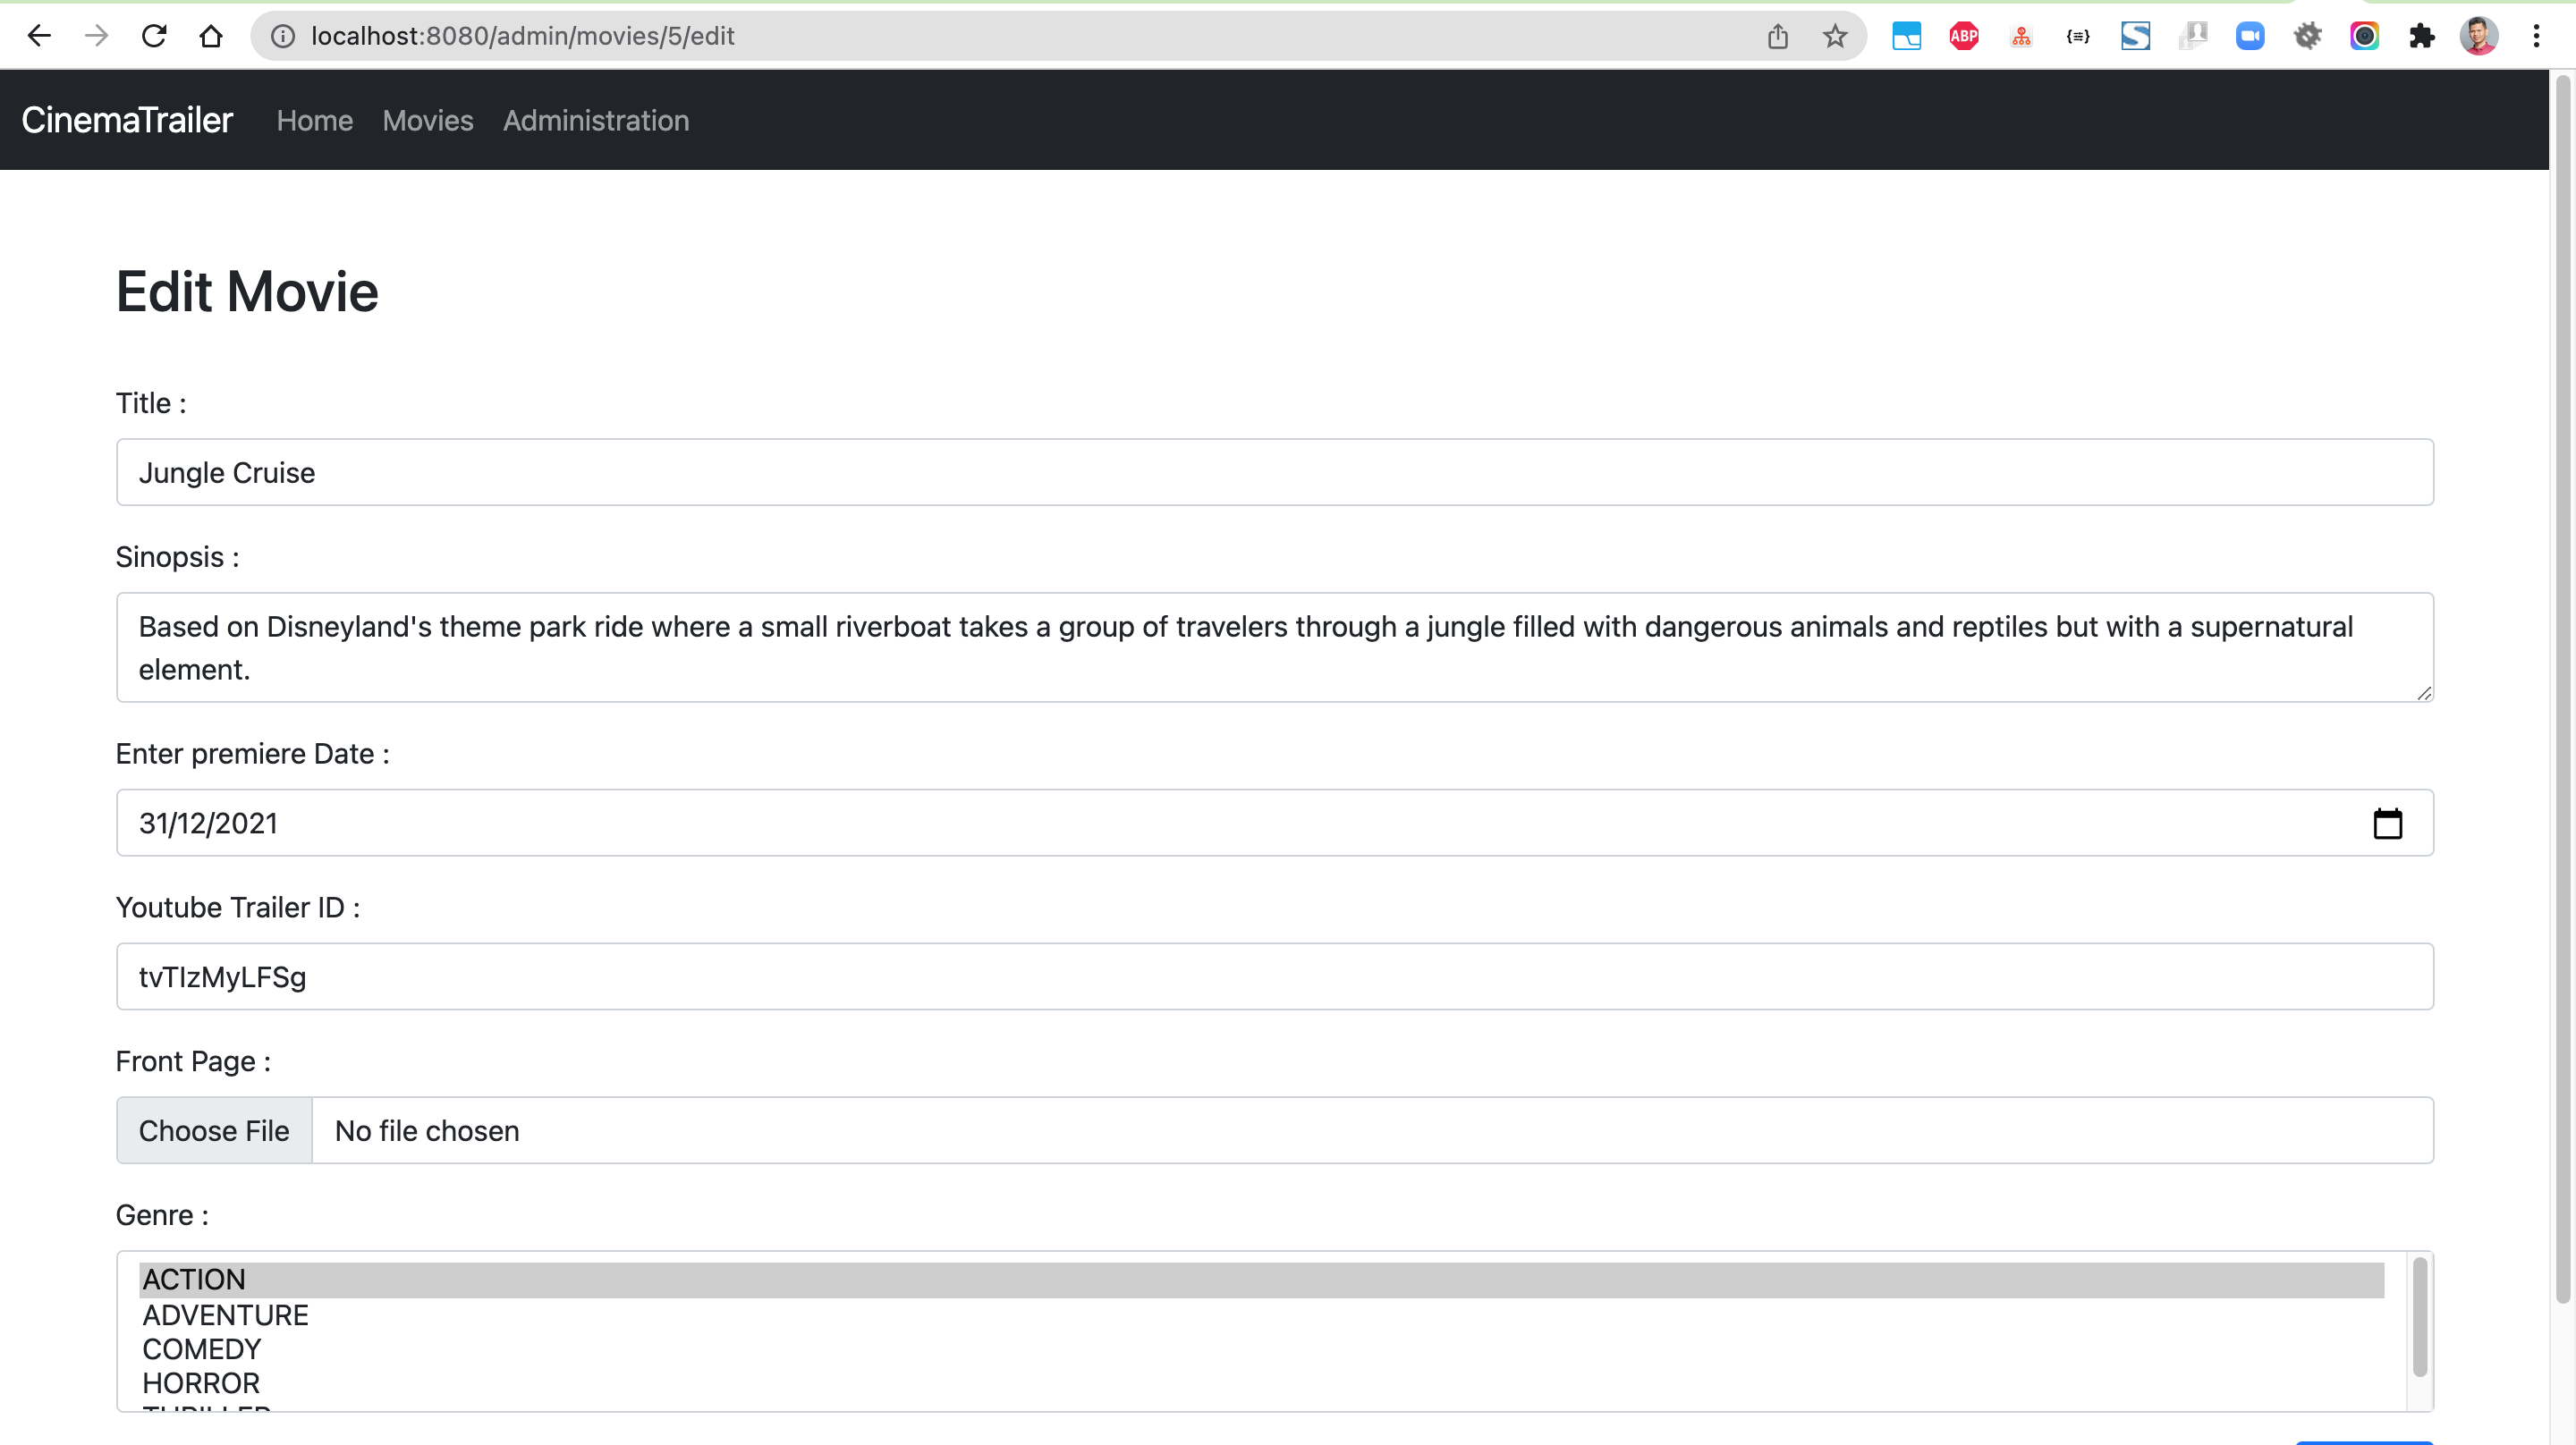 localhost:8080/admin/movies/5/edit
ABP
CinemaTrailer Home Movies Administration
Edit Movie
Title :
Jungle Cruise
Sinopsis :
Based on Disneyland's theme park ride where a small riverboat takes a group of travelers through a jungle filled with dangerous animals and reptiles but with a supernatural
element.
Enter premiere Date :
31/12/2021
Youtube Trailer ID :
tvTIzMyLFSg
Front Page :
Choose File No file chosen
Genre :
ACTION
ADVENTURE
COMEDY
HORROR